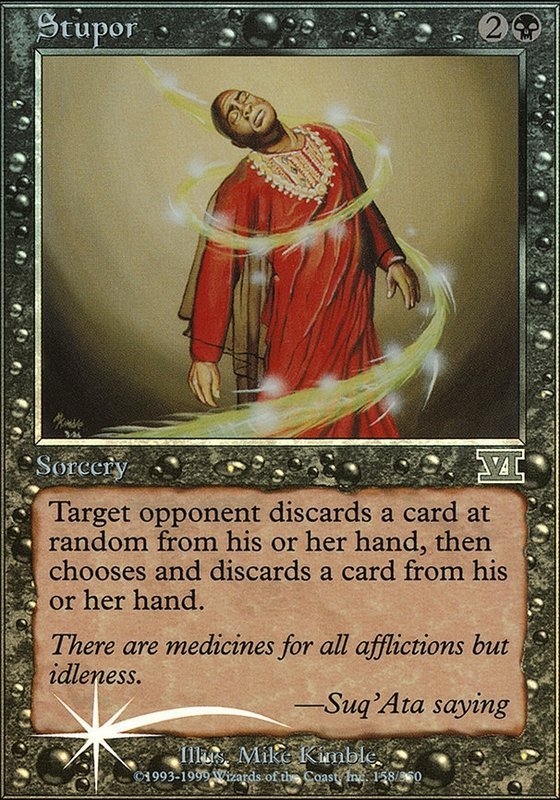 Stupor 2
Sorcery VI
Target opponent discards a card at
random from his or her hand, then
chooses and discards a card from his
or her hand.
There are medicines for all afflictions but
idleness.
—Suq'Ata saying
Illus. Mike Kimble
©1993-1999 Wizards of the Coast, Inc. 158/350